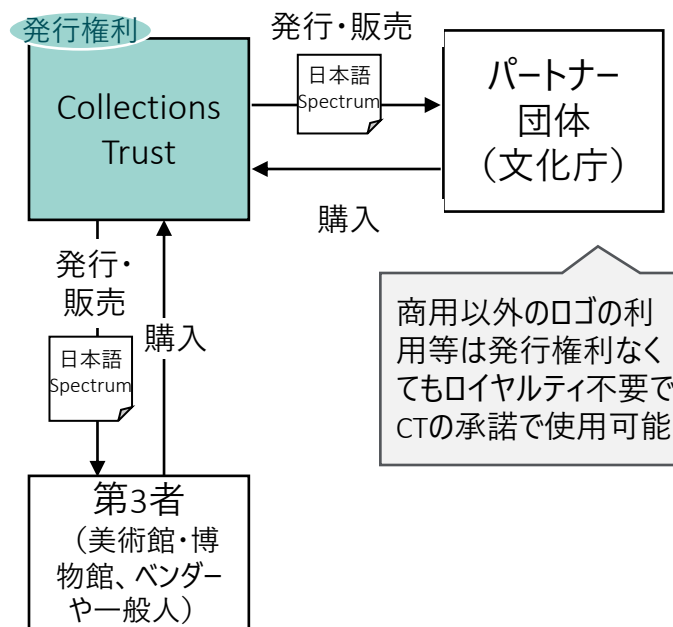 発行権利
Collections
Trust
発行・販売
日本語
Spectrum
パートナー
団体
（文化庁）
購入
発行・
販売
日本語
Spectrum
購入
商用以外のロゴの利
用等は発行権利なく
てもロイヤルティ不要で
CTの承諾で使用可能
第3者
（美術館・博
物館、ベンダー
や一般人）